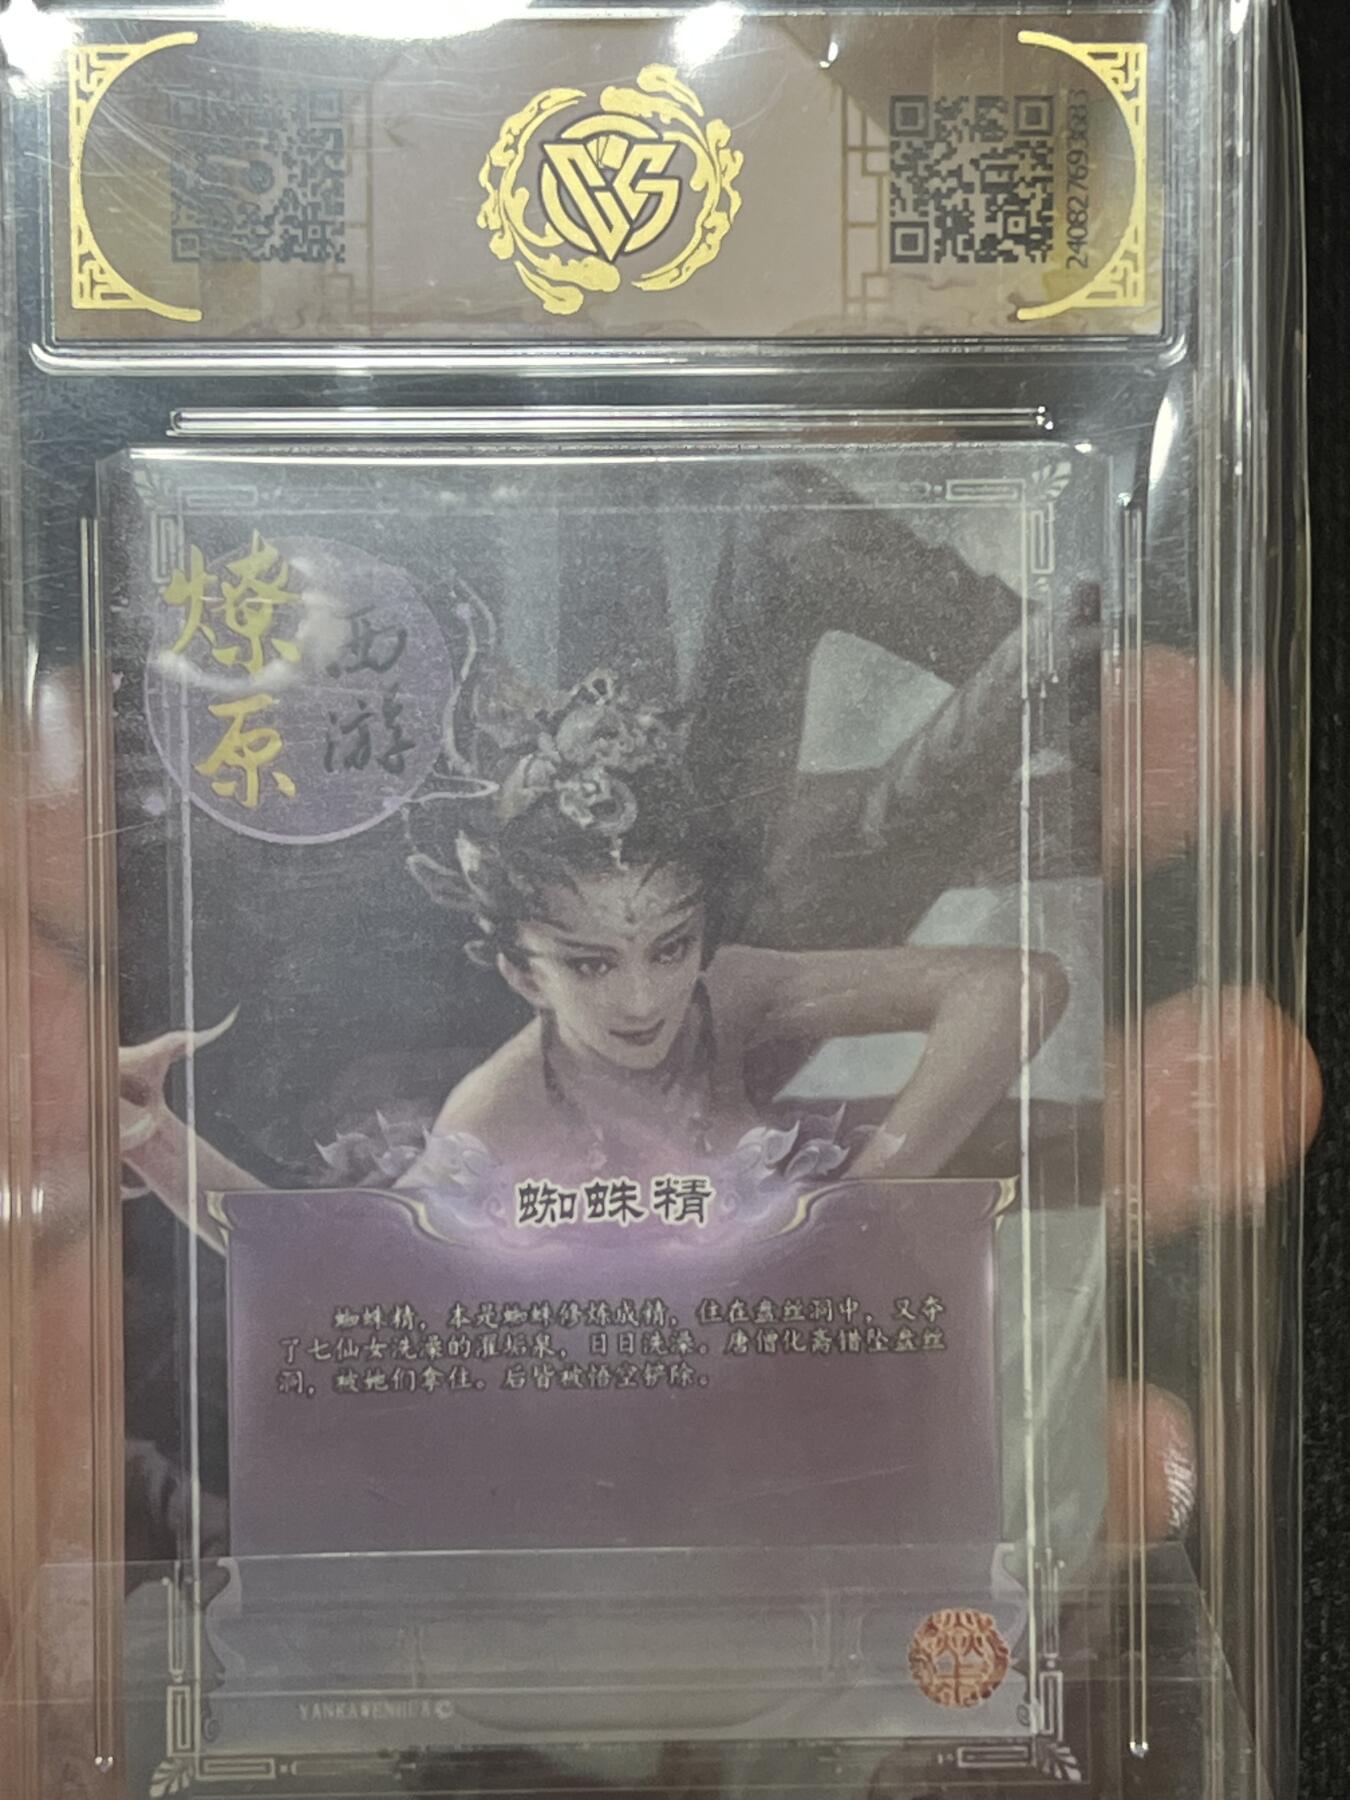 CCS
240827693683
燎原
西游
蜘蛛精
蜘蛛精，本是蜘蛛修炼成精，住在盘丝洞中，又夺
了七仙女洗澡的濯垢泉，日日洗澡。唐僧化斋错坠盘丝
洞，被她们拿住。后皆被悟空铲除。
YANKAWENHUA©